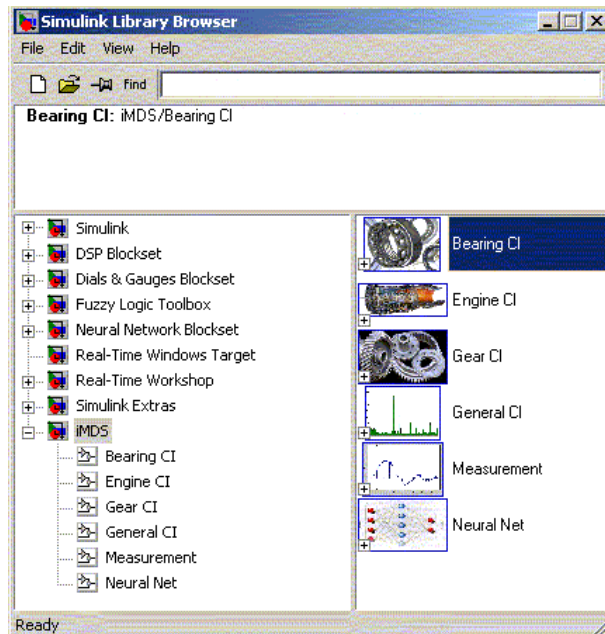 Simulink Library Browser
File Edit View Help
Find
Bearing CI: iMDS/Bearing CI
Simulink
DSP Blockset
Dials & Gauges Blockset
Fuzzy Logic Toolbox
Neural Network Blockset
Real-Time Windows Target
Real-Time Workshop
Simulink Extras
iMDS
Bearing CI
Engine CI
Gear CI
General CI
Measurement
Neural Net
Bearing CI
Engine CI
Gear CI
General CI
Measurement
Neural Net
Ready